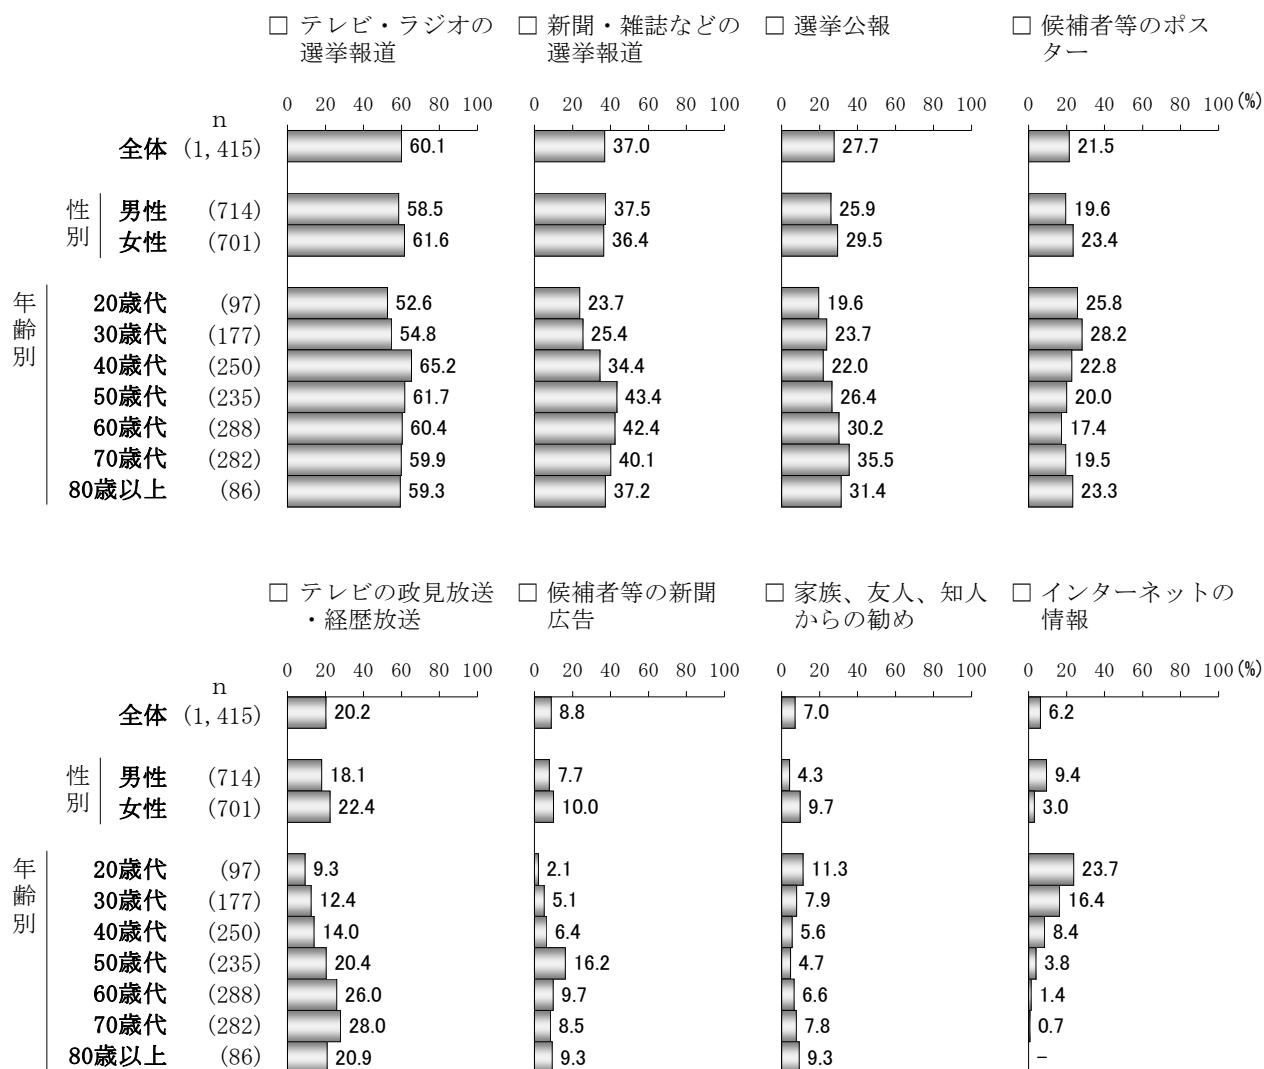 □ テレビ・ラジオの選挙報道
□ 新聞・雑誌などの選挙報道
□ 選挙公報
□ 候補者等のポスター
0 20 40 60 80 100 0 20 40 60 80 100 0 20 40 60 80 100 0 20 40 60 80 100 (%)
n
全体 (1,415) 60.1 37.0 27.7 21.5
性別
男性 (714) 58.5 37.5 25.9 19.6
女性 (701) 61.6 36.4 29.5 23.4
年齢別
20歳代 (97) 52.6 23.7 19.6 25.8
30歳代 (177) 54.8 25.4 23.7 28.2
40歳代 (250) 65.2 34.4 22.0 22.8
50歳代 (235) 61.7 43.4 26.4 20.0
60歳代 (288) 60.4 42.4 30.2 17.4
70歳代 (282) 59.9 40.1 35.5 19.5
80歳以上 (86) 59.3 37.2 31.4 23.3
□ テレビの政見放送・経歴放送
□ 候補者等の新聞広告
□ 家族、友人、知人からの勧め
□ インターネットの情報
0 20 40 60 80 100 0 20 40 60 80 100 0 20 40 60 80 100 0 20 40 60 80 100 (%)
n
全体 (1,415) 20.2 8.8 7.0 6.2
性別
男性 (714) 18.1 7.7 4.3 9.4
女性 (701) 22.4 10.0 9.7 3.0
年齢別
20歳代 (97) 9.3 2.1 11.3 23.7
30歳代 (177) 12.4 5.1 7.9 16.4
40歳代 (250) 14.0 6.4 5.6 8.4
50歳代 (235) 20.4 16.2 4.7 3.8
60歳代 (288) 26.0 9.7 6.6 1.4
70歳代 (282) 28.0 8.5 7.8 0.7
80歳以上 (86) 20.9 9.3 9.3 -